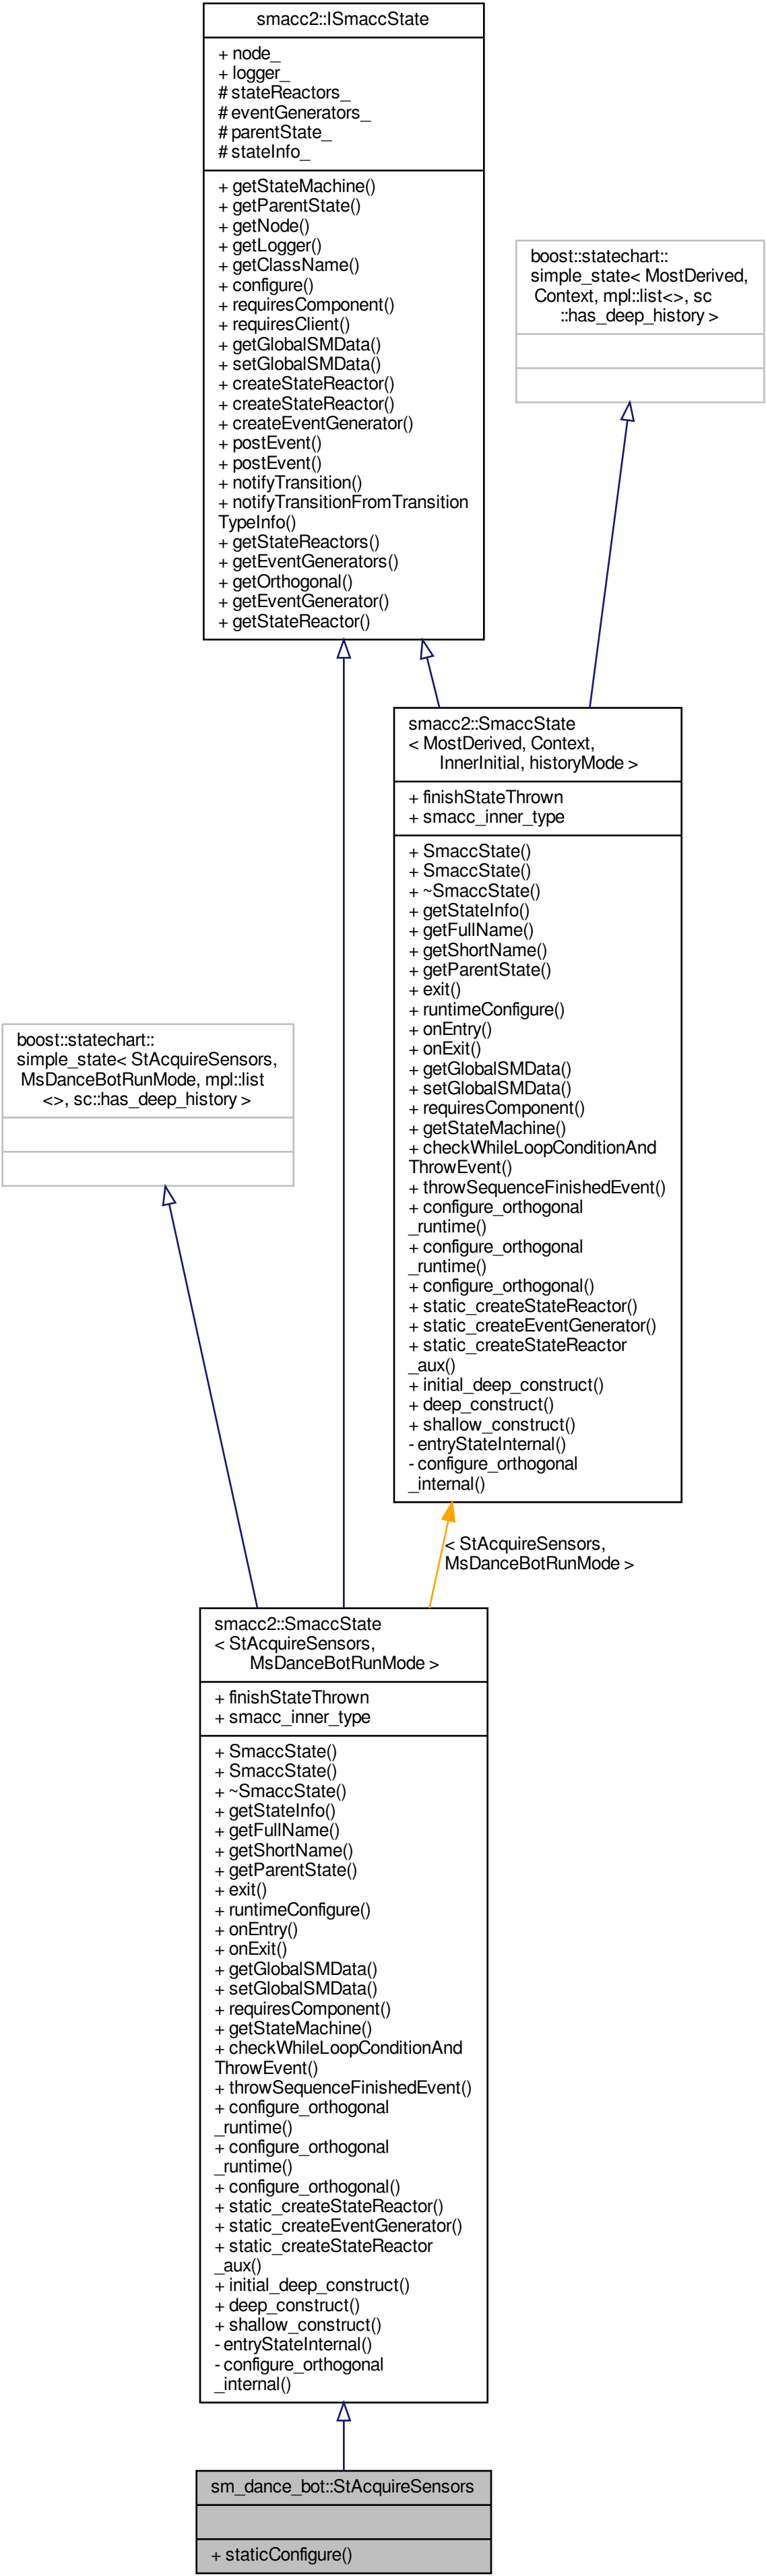 smacc2::ISmaccState
+ node_
+ logger_
# stateReactors_
# eventGenerators_
# parentState_
# stateInfo_
+ getStateMachine()
+ getParentState()
+ getNode()
+ getLogger()
+ getClassName()
+ configure()
+ requiresComponent()
+ requiresClient()
+ getGlobalSMData()
+ setGlobalSMData()
+ createStateReactor()
+ createStateReactor()
+ createEventGenerator()
+ postEvent()
+ postEvent()
+ notifyTransition()
+ notifyTransitionFromTransition
TypeInfo()
+ getStateReactors()
+ getEventGenerators()
+ getOrthogonal()
+ getEventGenerator()
+ getStateReactor()
boost::statechart::
simple_state< MostDerived,
Context, mpl::list<>, sc
::has_deep_history >
smacc2::SmaccState
< MostDerived, Context,
InnerInitial, historyMode >
+ finishStateThrown
+ smacc_inner_type
+ SmaccState()
+ SmaccState()
+ ~SmaccState()
+ getStateInfo()
+ getFullName()
+ getShortName()
+ getParentState()
+ exit()
+ runtimeConfigure()
+ onEntry()
+ onExit()
+ getGlobalSMData()
+ setGlobalSMData()
+ requiresComponent()
+ getStateMachine()
+ checkWhileLoopConditionAnd
ThrowEvent()
+ throwSequenceFinishedEvent()
+ configure_orthogonal
_runtime()
+ configure_orthogonal
_runtime()
+ configure_orthogonal()
+ static_createStateReactor()
+ static_createEventGenerator()
+ static_createStateReactor
_aux()
+ initial_deep_construct()
+ deep_construct()
+ shallow_construct()
- entryStateInternal()
- configure_orthogonal
_internal()
boost::statechart::
simple_state< StAcquireSensors,
MsDanceBotRunMode, mpl::list
<>, sc::has_deep_history >
< StAcquireSensors,
MsDanceBotRunMode >
smacc2::SmaccState
< StAcquireSensors,
MsDanceBotRunMode >
+ finishStateThrown
+ smacc_inner_type
+ SmaccState()
+ SmaccState()
+ ~SmaccState()
+ getStateInfo()
+ getFullName()
+ getShortName()
+ getParentState()
+ exit()
+ runtimeConfigure()
+ onEntry()
+ onExit()
+ getGlobalSMData()
+ setGlobalSMData()
+ requiresComponent()
+ getStateMachine()
+ checkWhileLoopConditionAnd
ThrowEvent()
+ throwSequenceFinishedEvent()
+ configure_orthogonal
_runtime()
+ configure_orthogonal
_runtime()
+ configure_orthogonal()
+ static_createStateReactor()
+ static_createEventGenerator()
+ static_createStateReactor
_aux()
+ initial_deep_construct()
+ deep_construct()
+ shallow_construct()
- entryStateInternal()
- configure_orthogonal
_internal()
sm_dance_bot::StAcquireSensors
+ staticConfigure()